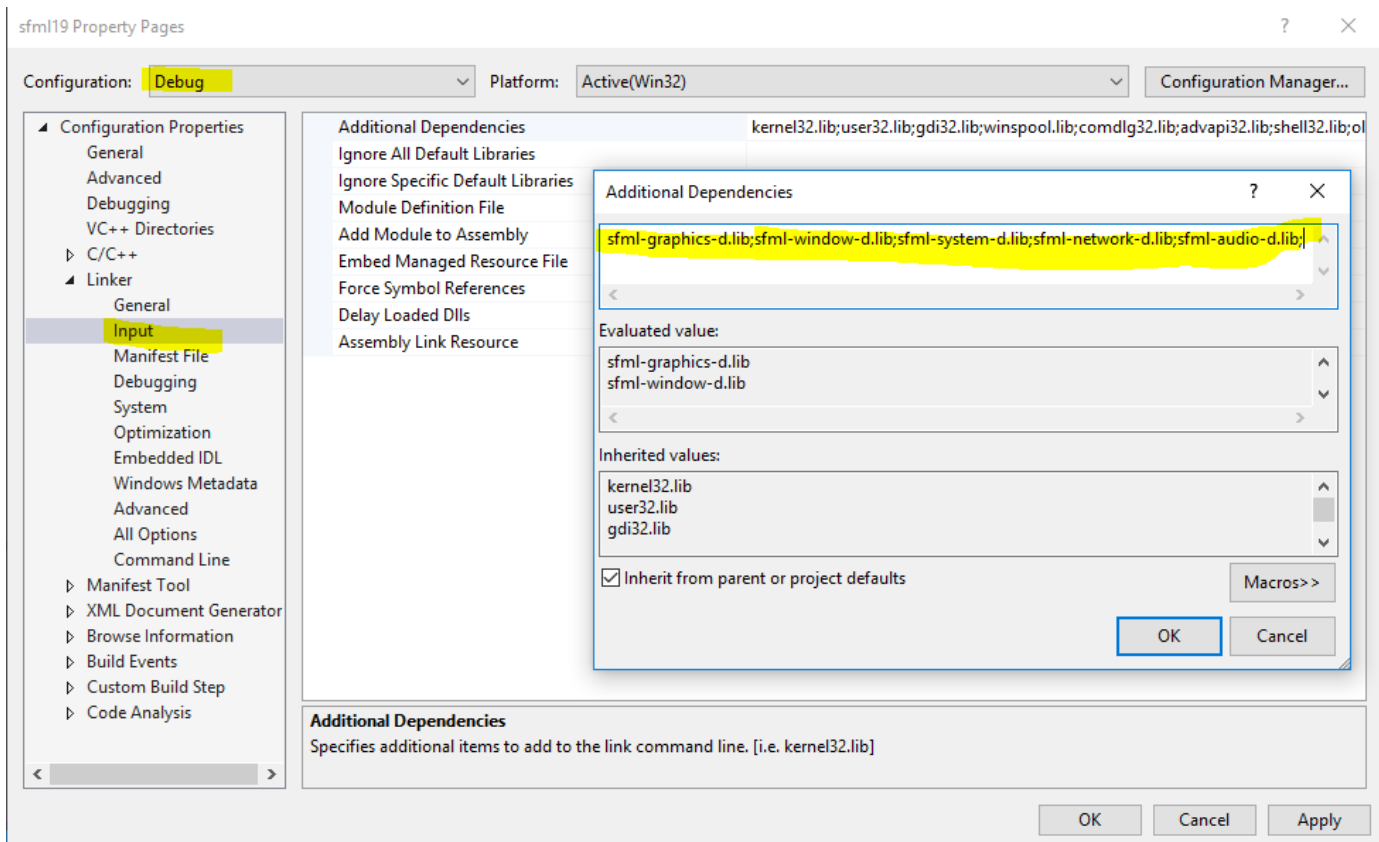 sfml19 Property Pages
Configuration: Debug Platform: Active(Win32) Configuration Manager...
Configuration Properties
General
Advanced
Debugging
VC++ Directories
C/C++
Linker
General
Input
Manifest File
Debugging
System
Optimization
Embedded IDL
Windows Metadata
Advanced
All Options
Command Line
Manifest Tool
XML Document Generator
Browse Information
Build Events
Custom Build Step
Code Analysis
Additional Dependencies kernel32.lib;user32.lib;gdi32.lib;winspool.lib;comdlg32.lib;advapi32.lib;shell32.lib;ol
Ignore All Default Libraries
Ignore Specific Default Libraries
Module Definition File
Add Module to Assembly
Embed Managed Resource File
Force Symbol References
Delay Loaded Dlls
Assembly Link Resource
Additional Dependencies
sfml-graphics-d.lib;sfml-window-d.lib;sfml-system-d.lib;sfml-network-d.lib;sfml-audio-d.lib;
Evaluated value:
sfml-graphics-d.lib
sfml-window-d.lib
Inherited values:
kernel32.lib
user32.lib
gdi32.lib
Inherit from parent or project defaults
Macros>>
OK Cancel
Additional Dependencies
Specifies additional items to add to the link command line. [i.e. kernel32.lib]
OK Cancel Apply